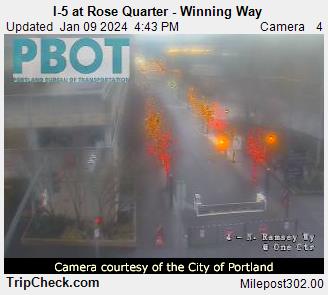 I-5 at Rose Quarter - Winning Way
Updated Jan 09 2024 4:43 PM Camera 4
PBOT
PORTLAND BUREAU OF TRANSPORTATION
4 - N. Ramsey Wy
@ One Ctr
Camera courtesy of the City of Portland
TripCheck.com Milepost302.00